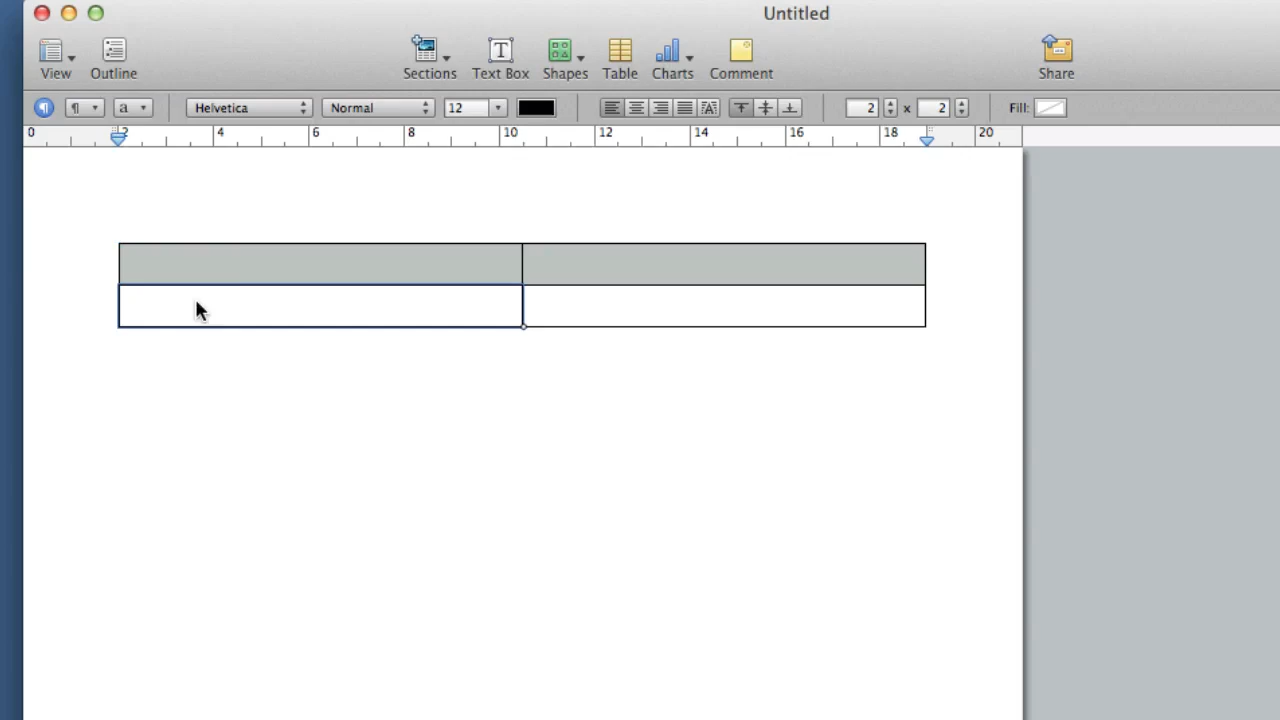 Untitled
View Outline Sections Text Box Shapes Table Charts Comment Share
¶ a Helvetica Normal 12 A 2 x 2 Fill:
0 2 4 6 8 10 12 14 16 18 20